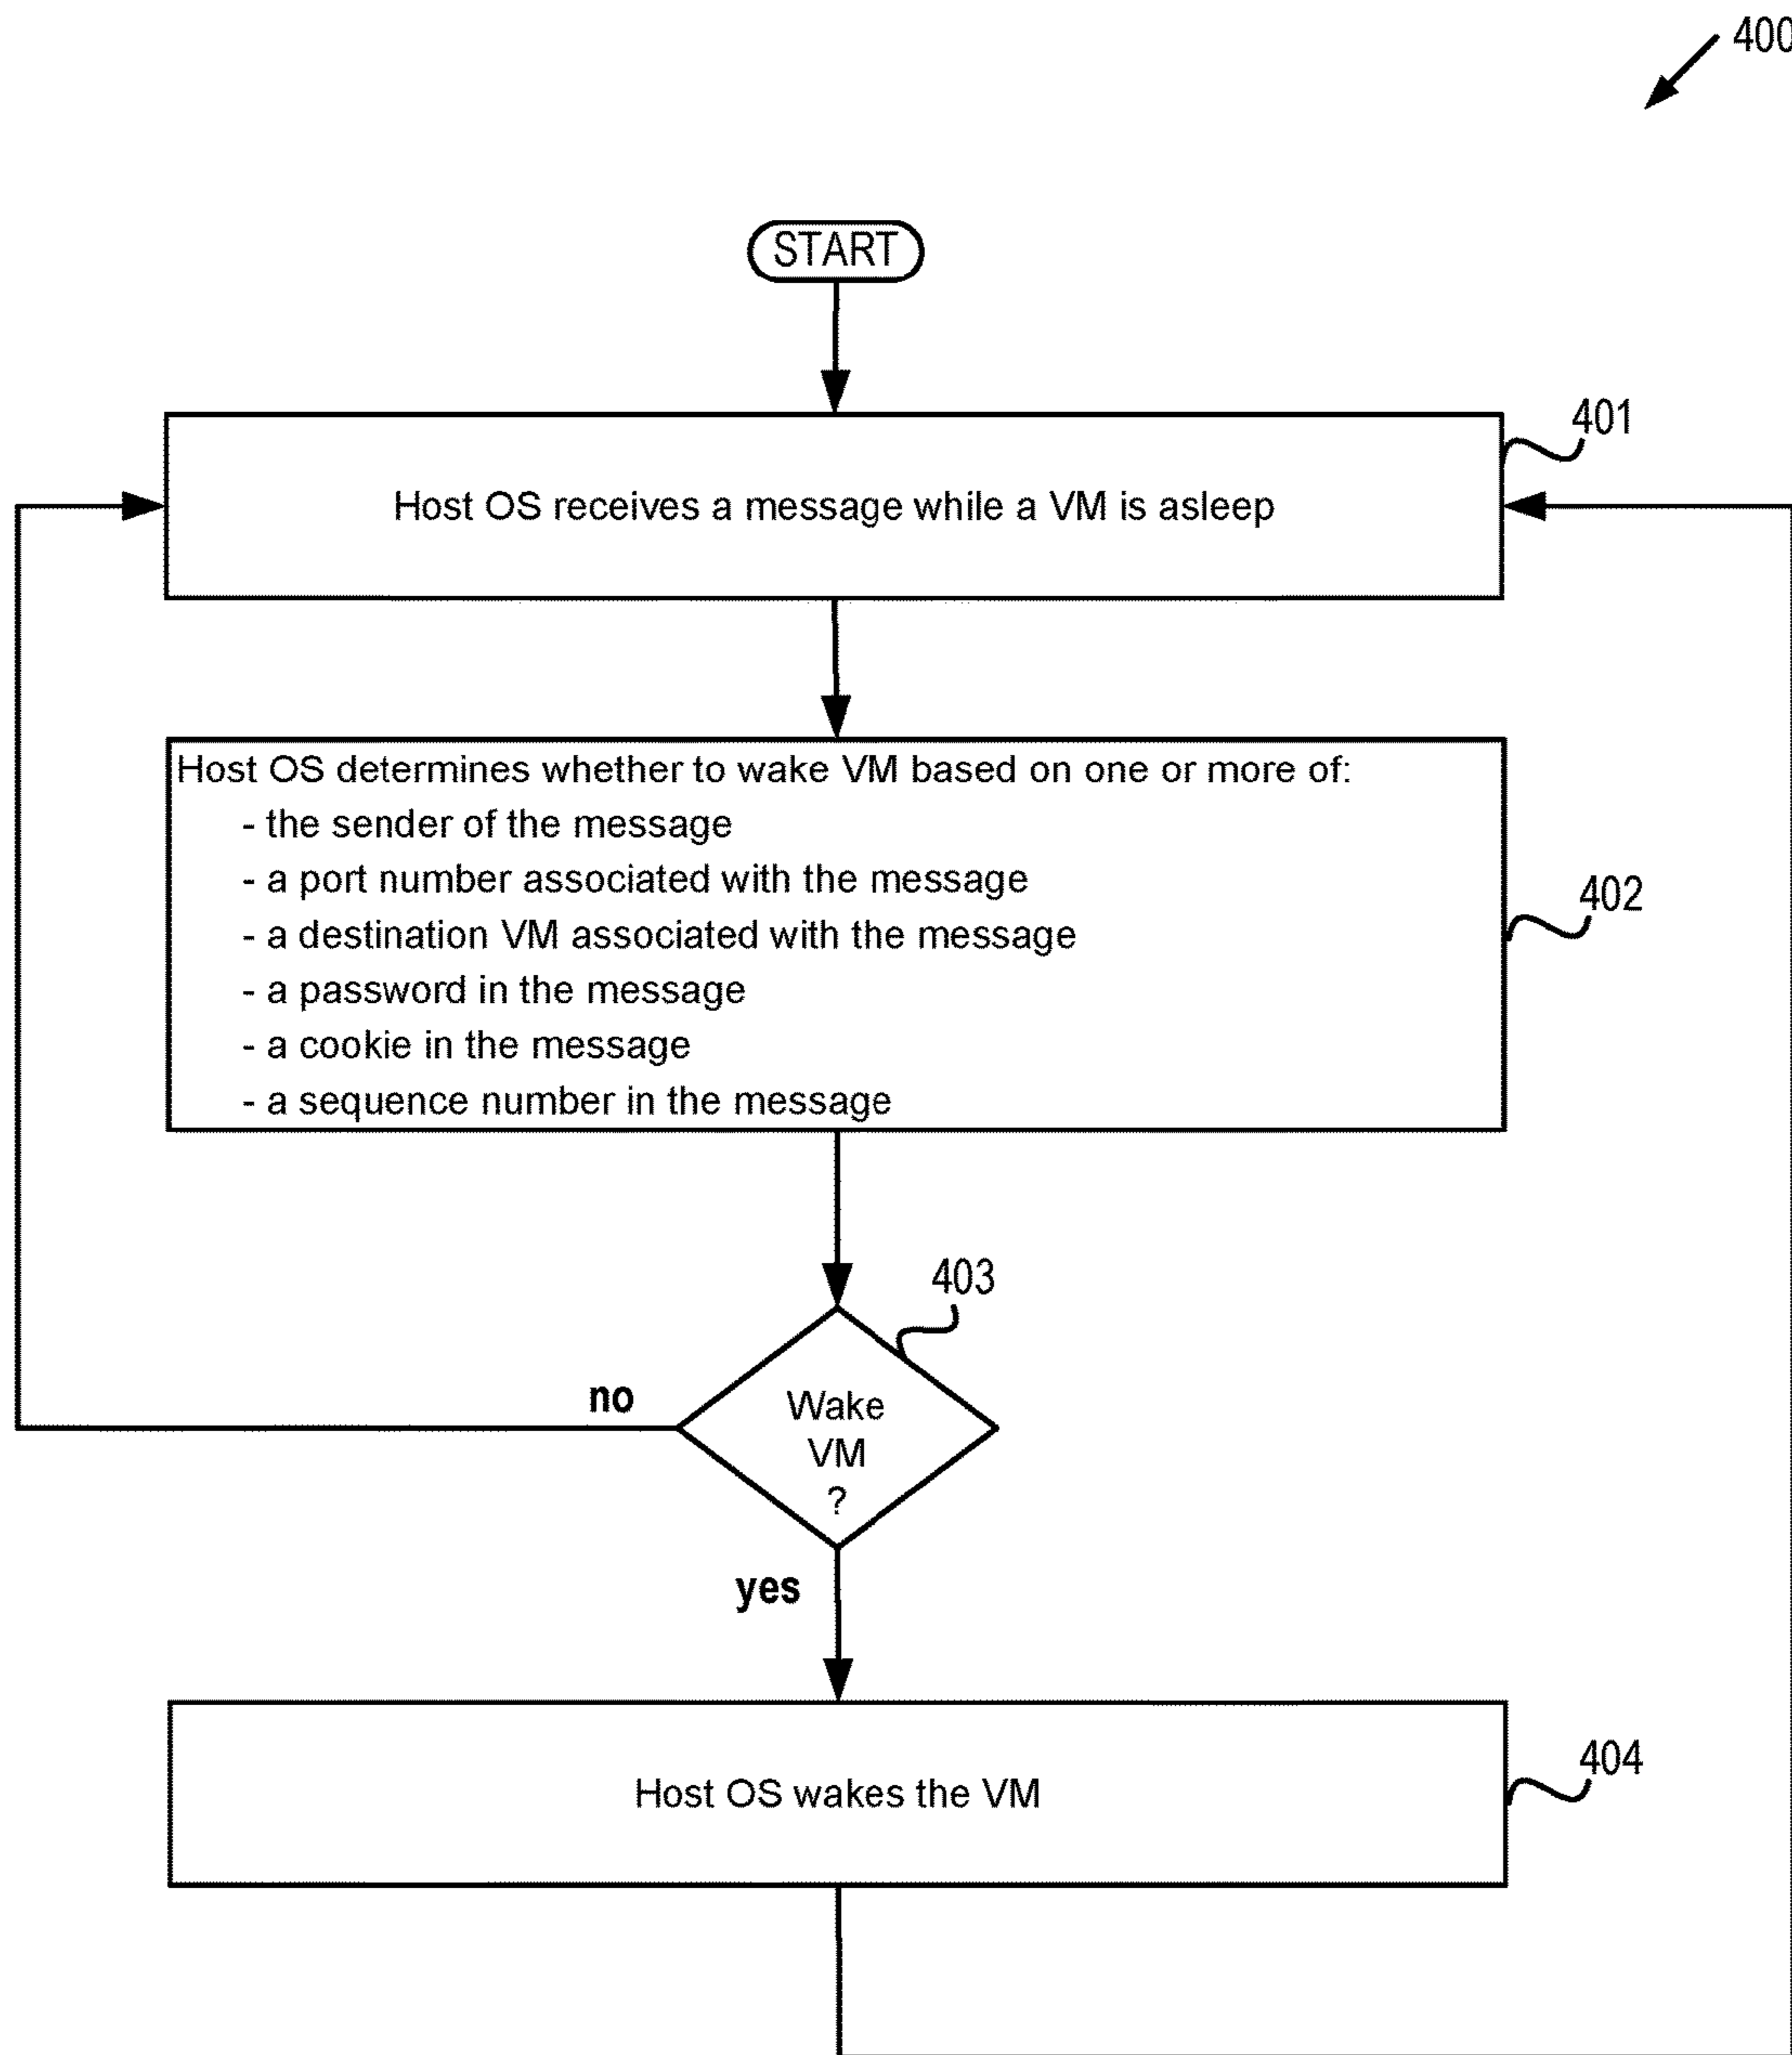 400
START
401
Host OS receives a message while a VM is asleep
Host OS determines whether to wake VM based on one or more of:
- the sender of the message
- a port number associated with the message
- a destination VM associated with the message
- a password in the message
- a cookie in the message
- a sequence number in the message
402
403
no
Wake
VM
?
yes
Host OS wakes the VM
404